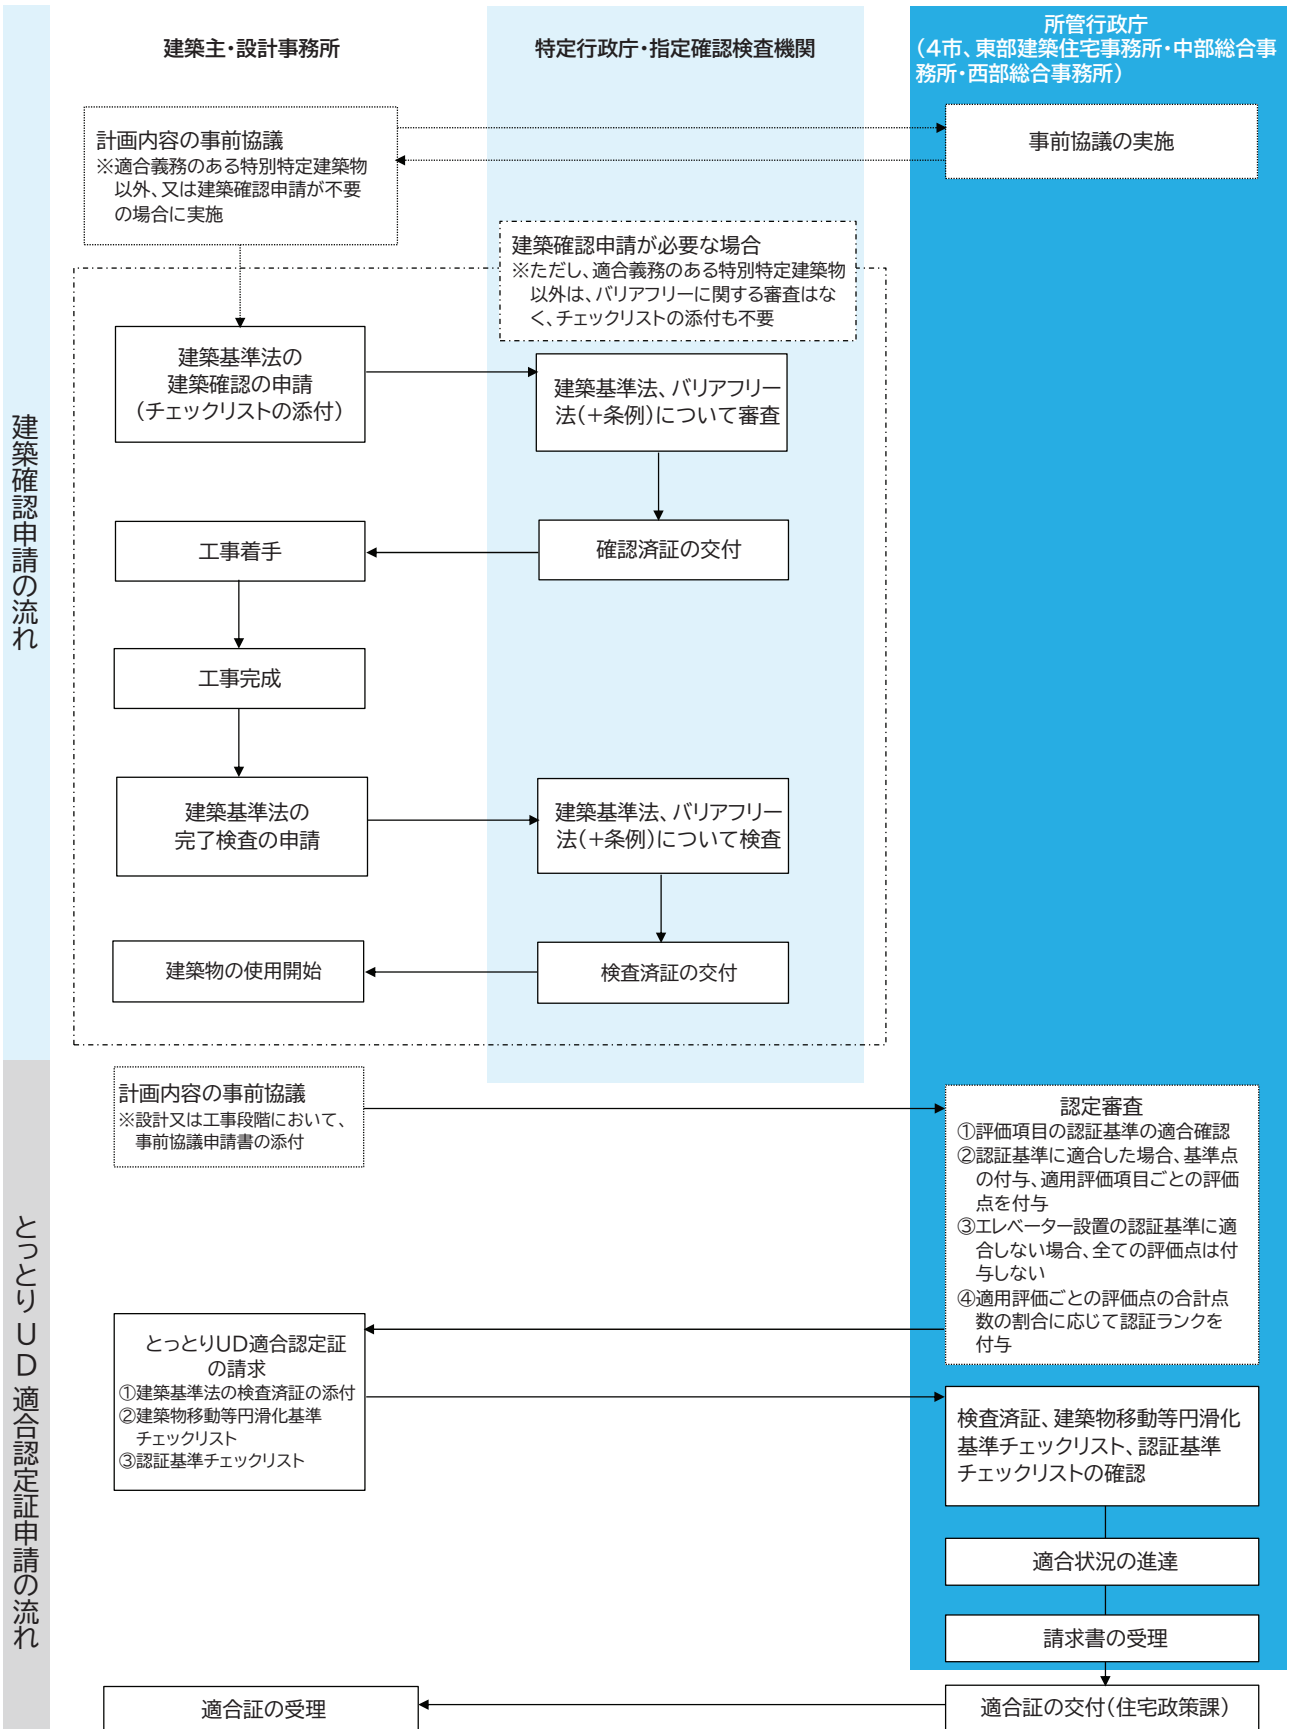 建築主・設計事務所
特定行政庁・指定確認検査機関
所管行政庁
（4市、東部建築住宅事務所・中部総合事
務所・西部総合事務所）
建築確認申請の流れ
計画内容の事前協議
※適合義務のある特別特定建築物
以外、又は建築確認申請が不要
の場合に実施
事前協議の実施
建築確認申請が必要な場合
※ただし、適合義務のある特別特定建築物
以外は、バリアフリーに関する審査はな
く、チェックリストの添付も不要
建築基準法の
建築確認の申請
（チェックリストの添付）
建築基準法、バリアフリー
法（+条例）について審査
確認済証の交付
工事着手
工事完成
建築基準法の
完了検査の申請
建築基準法、バリアフリー
法（+条例）について検査
検査済証の交付
建築物の使用開始
とっとりUD適合認定証申請の流れ
計画内容の事前協議
※設計又は工事段階において、
事前協議申請書の添付
認定審査
①評価項目の認証基準の適合確認
②認証基準に適合した場合、基準点
の付与、適用評価項目ごとの評価
点を付与
③エレベーター設置の認証基準に適
合しない場合、全ての評価点は付
与しない
④適用評価ごとの評価点の合計点
数の割合に応じて認証ランクを
付与
とっとりUD適合認定証
の請求
①建築基準法の検査済証の添付
②建築物移動等円滑化基準
チェックリスト
③認証基準チェックリスト
検査済証、建築物移動等円滑化
基準チェックリスト、認証基準
チェックリストの確認
適合状況の進達
請求書の受理
適合証の交付（住宅政策課）
適合証の受理